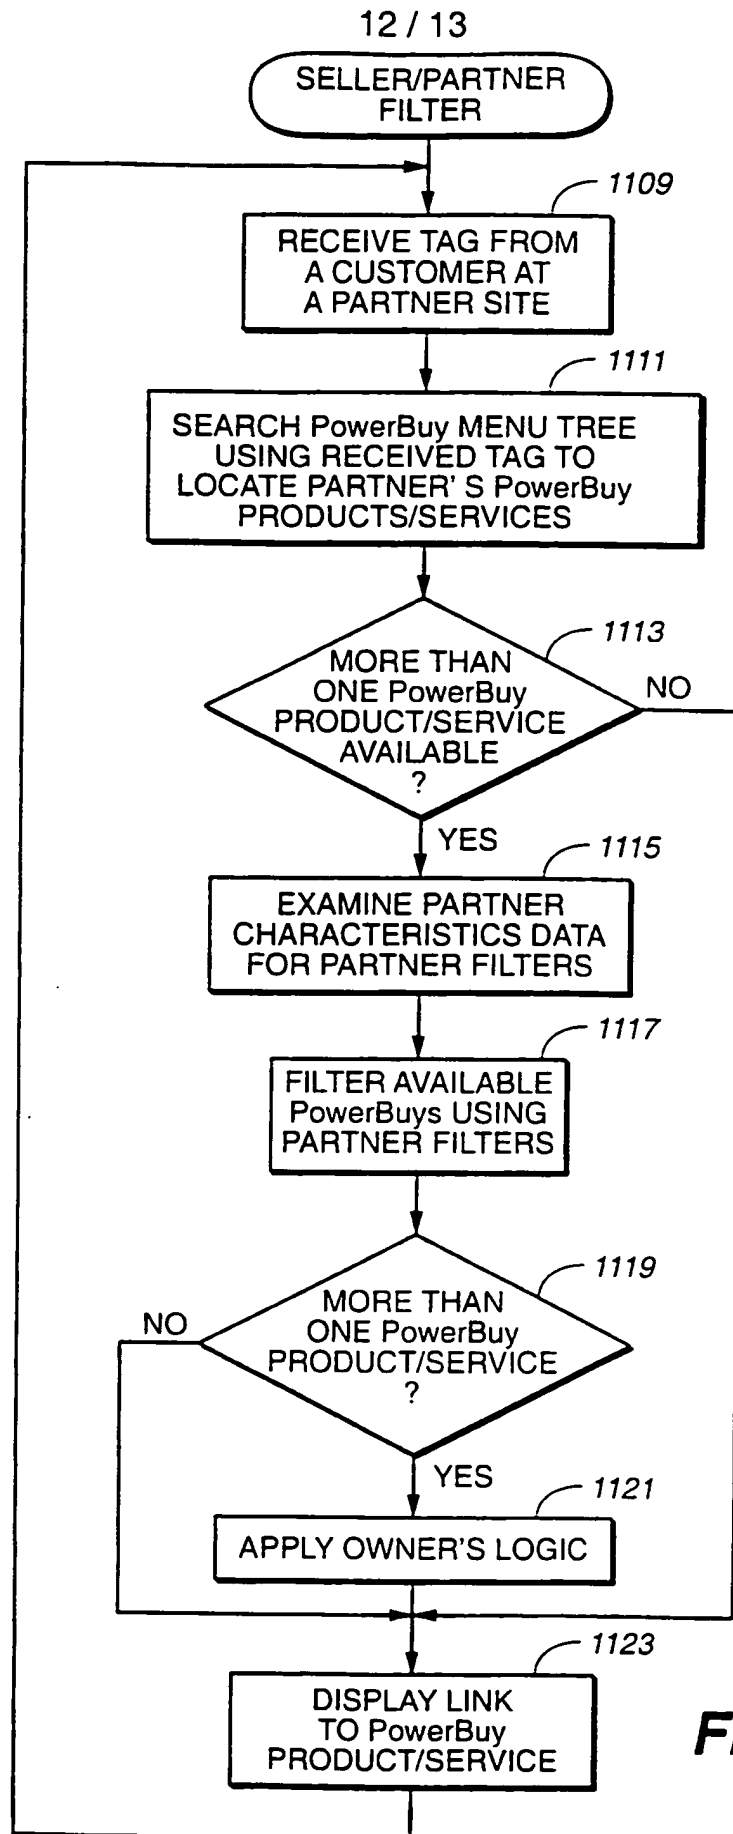 12 / 13
SELLER/PARTNER
FILTER
1109
RECEIVE TAG FROM
A CUSTOMER AT
A PARTNER SITE
1111
SEARCH PowerBuy MENU TREE
USING RECEIVED TAG TO
LOCATE PARTNER' S PowerBuy
PRODUCTS/SERVICES
1113
MORE THAN
ONE PowerBuy
PRODUCT/SERVICE
AVAILABLE
?
NO
YES
1115
EXAMINE PARTNER
CHARACTERISTICS DATA
FOR PARTNER FILTERS
1117
FILTER AVAILABLE
PowerBuys USING
PARTNER FILTERS
1119
MORE THAN
ONE PowerBuy
PRODUCT/SERVICE
?
NO
YES
1121
APPLY OWNER'S LOGIC
1123
DISPLAY LINK
TO PowerBuy
PRODUCT/SERVICE